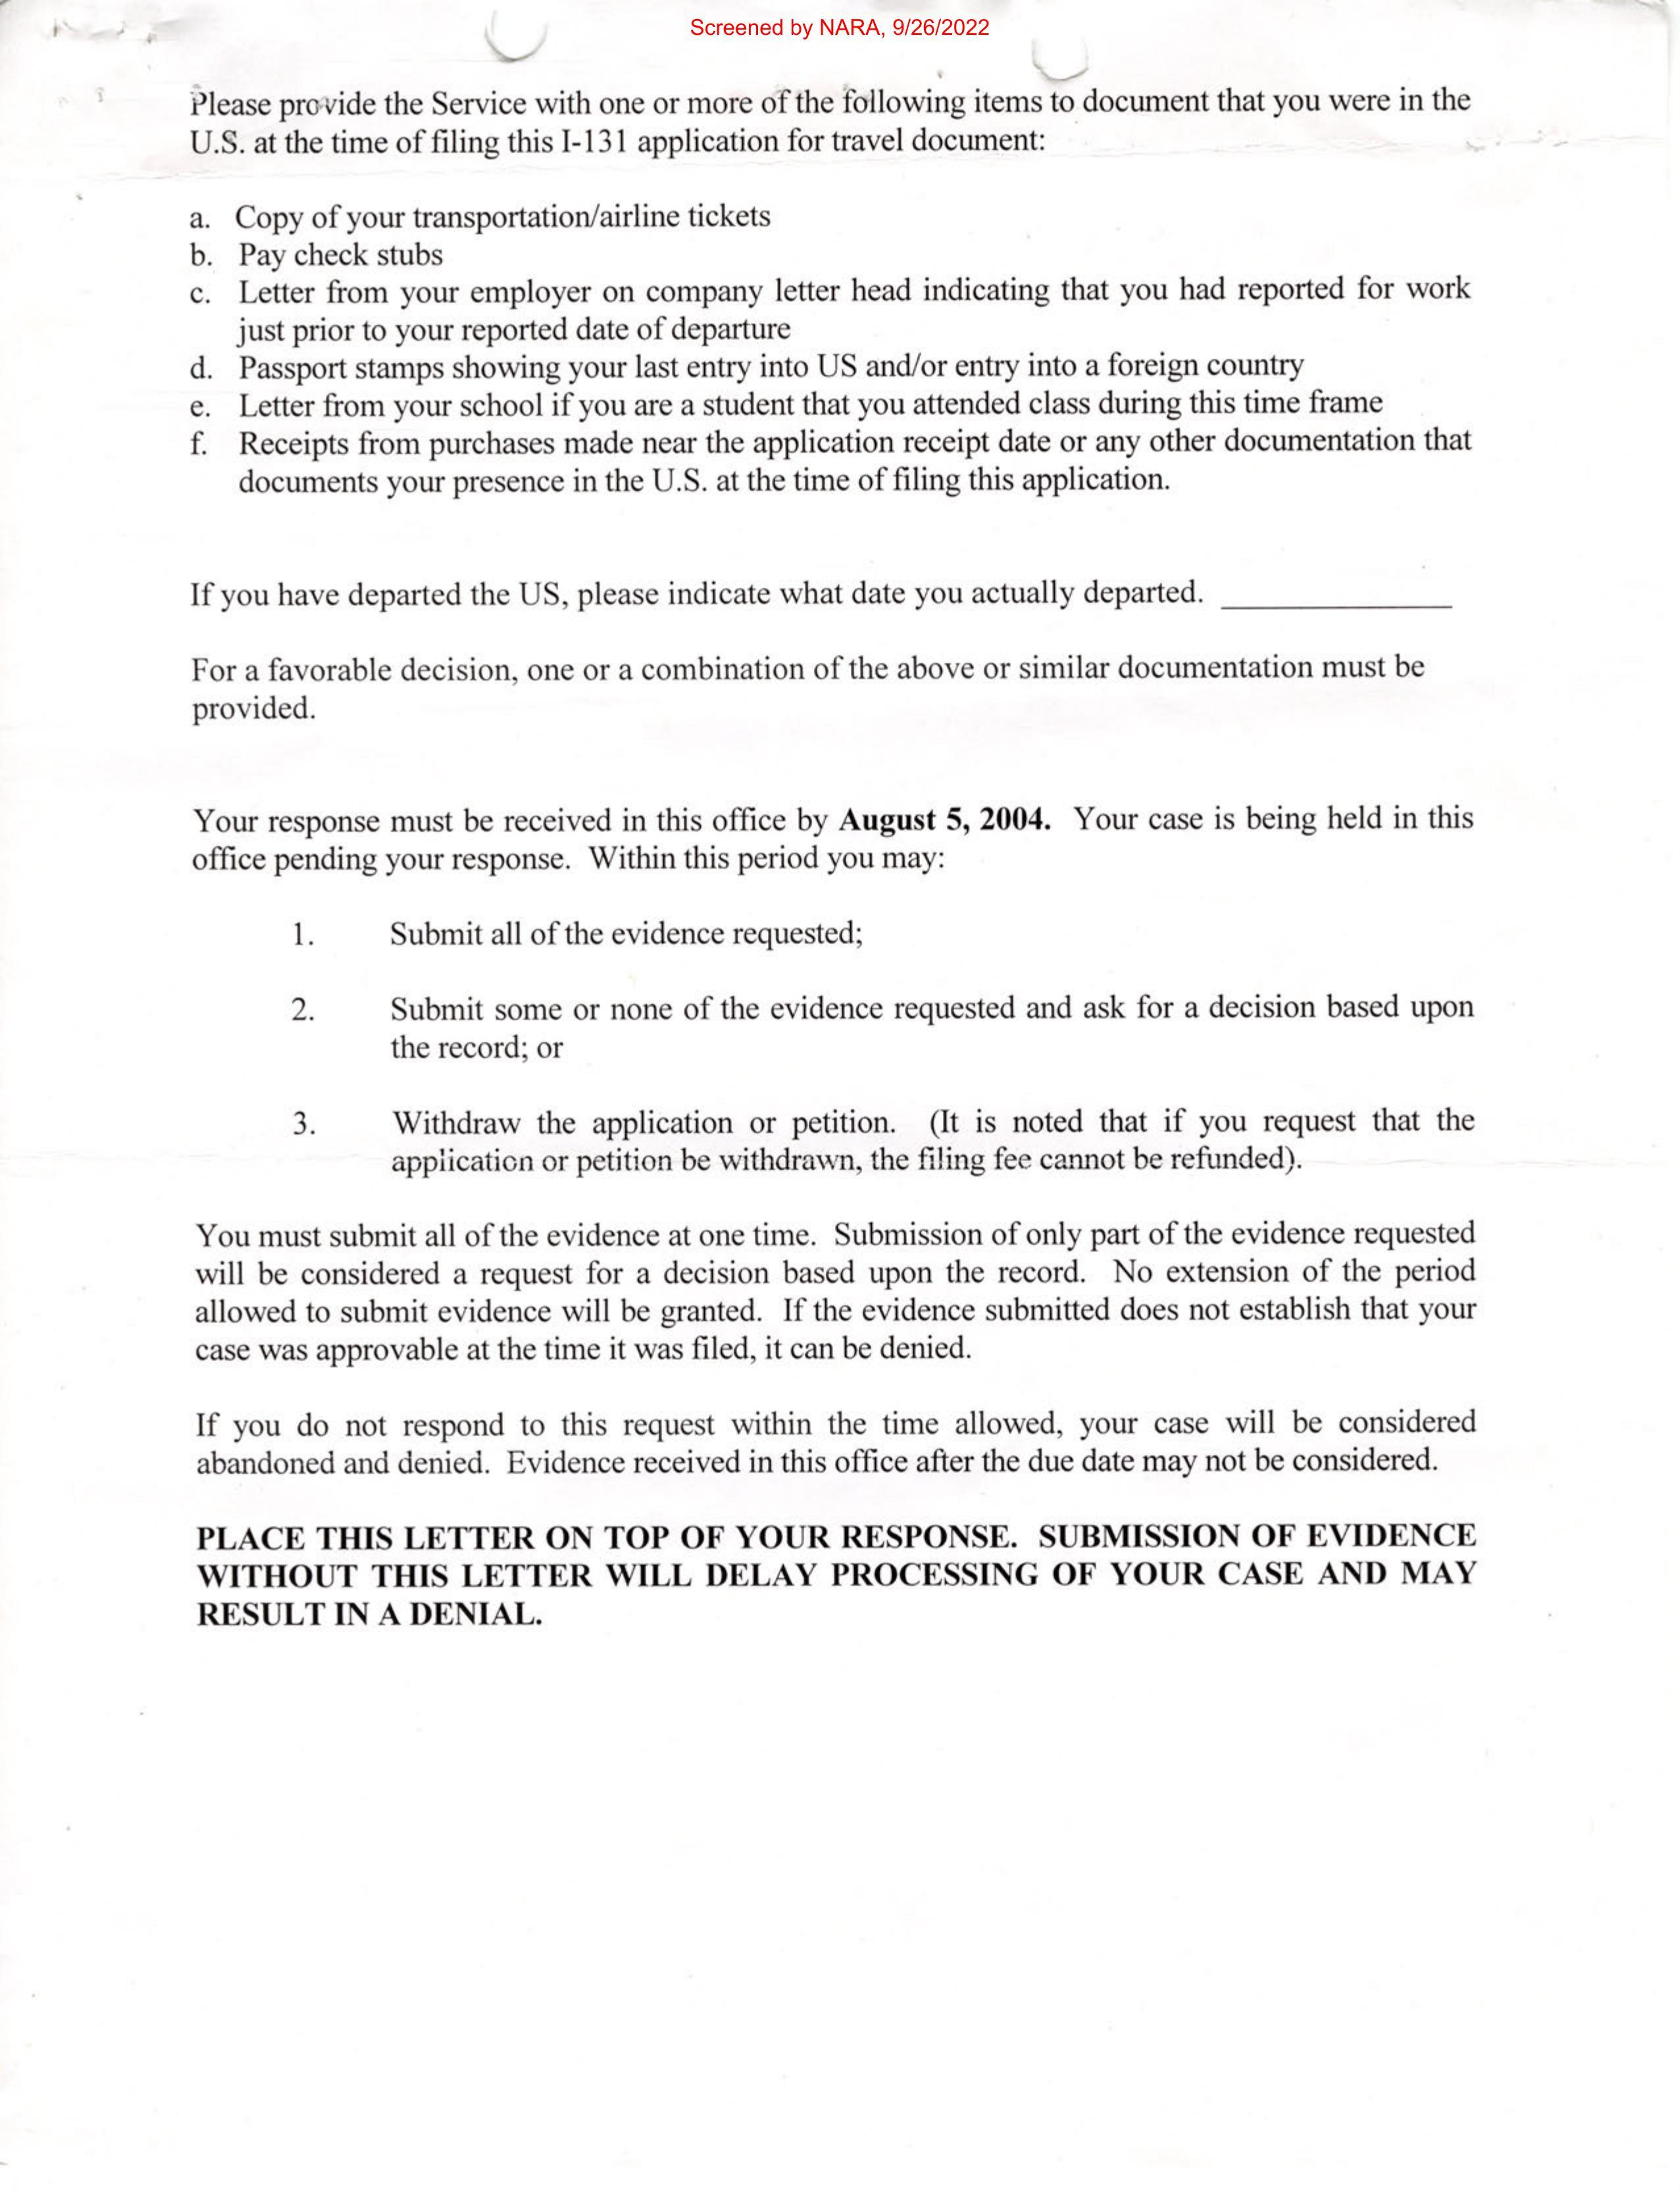 Screened by NARA, 9/26/2022
Please provide the Service with one or more of the following items to document that you were in the
U.S. at the time of filing this I-131 application for travel document:
a. Copy of your transportation/airline tickets
b. Pay check stubs
c. Letter from your employer on company letter head indicating that you had reported for work
just prior to your reported date of departure
d. Passport stamps showing your last entry into US and/or entry into a foreign country
e. Letter from your school if you are a student that you attended class during this time frame
f. Receipts from purchases made near the application receipt date or any other documentation that
documents your presence in the U.S. at the time of filing this application.
If you have departed the US, please indicate what date you actually departed. _______________
For a favorable decision, one or a combination of the above or similar documentation must be
provided.
Your response must be received in this office by August 5, 2004. Your case is being held in this
office pending your response. Within this period you may:
1. Submit all of the evidence requested;
2. Submit some or none of the evidence requested and ask for a decision based upon
the record; or
3. Withdraw the application or petition. (It is noted that if you request that the
application or petition be withdrawn, the filing fee cannot be refunded).
You must submit all of the evidence at one time. Submission of only part of the evidence requested
will be considered a request for a decision based upon the record. No extension of the period
allowed to submit evidence will be granted. If the evidence submitted does not establish that your
case was approvable at the time it was filed, it can be denied.
If you do not respond to this request within the time allowed, your case will be considered
abandoned and denied. Evidence received in this office after the due date may not be considered.
PLACE THIS LETTER ON TOP OF YOUR RESPONSE. SUBMISSION OF EVIDENCE
WITHOUT THIS LETTER WILL DELAY PROCESSING OF YOUR CASE AND MAY
RESULT IN A DENIAL.